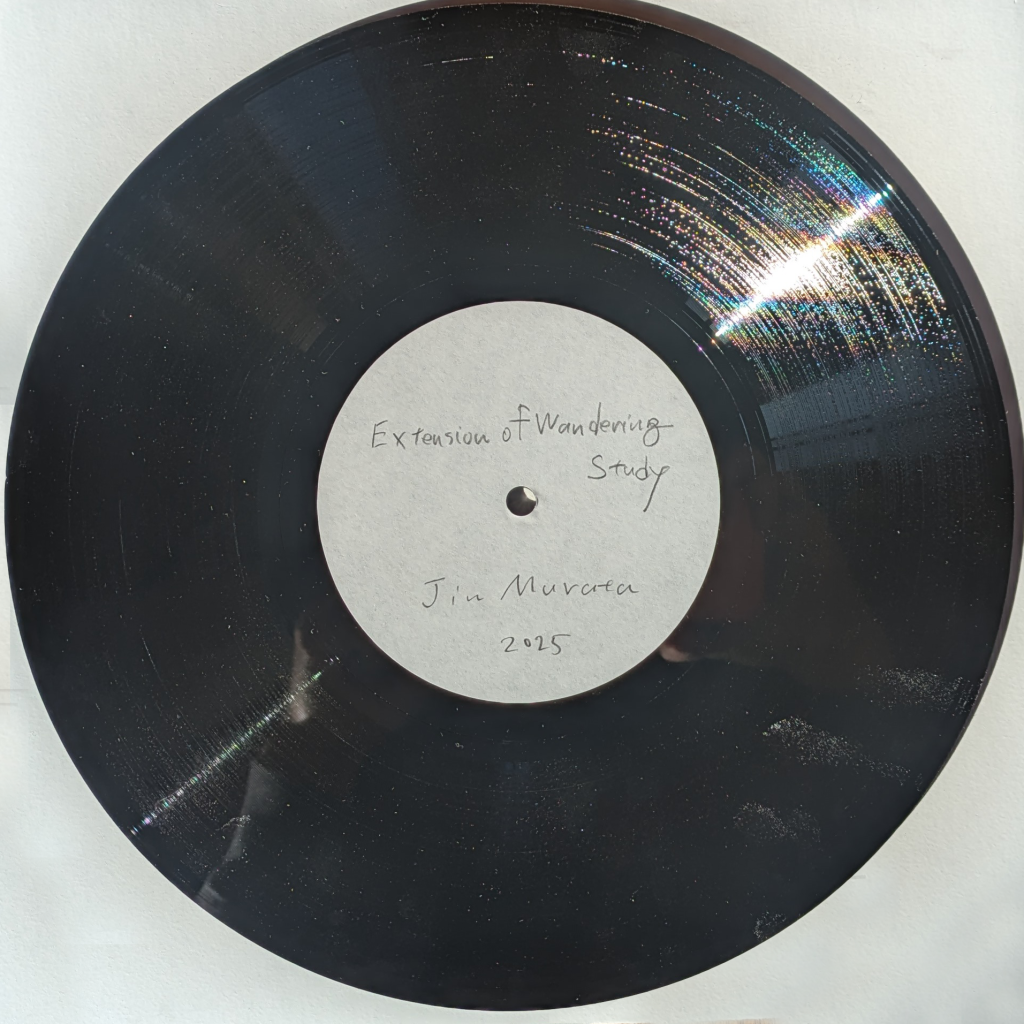 Extension of Wandering
Study
Jin Murata
2025